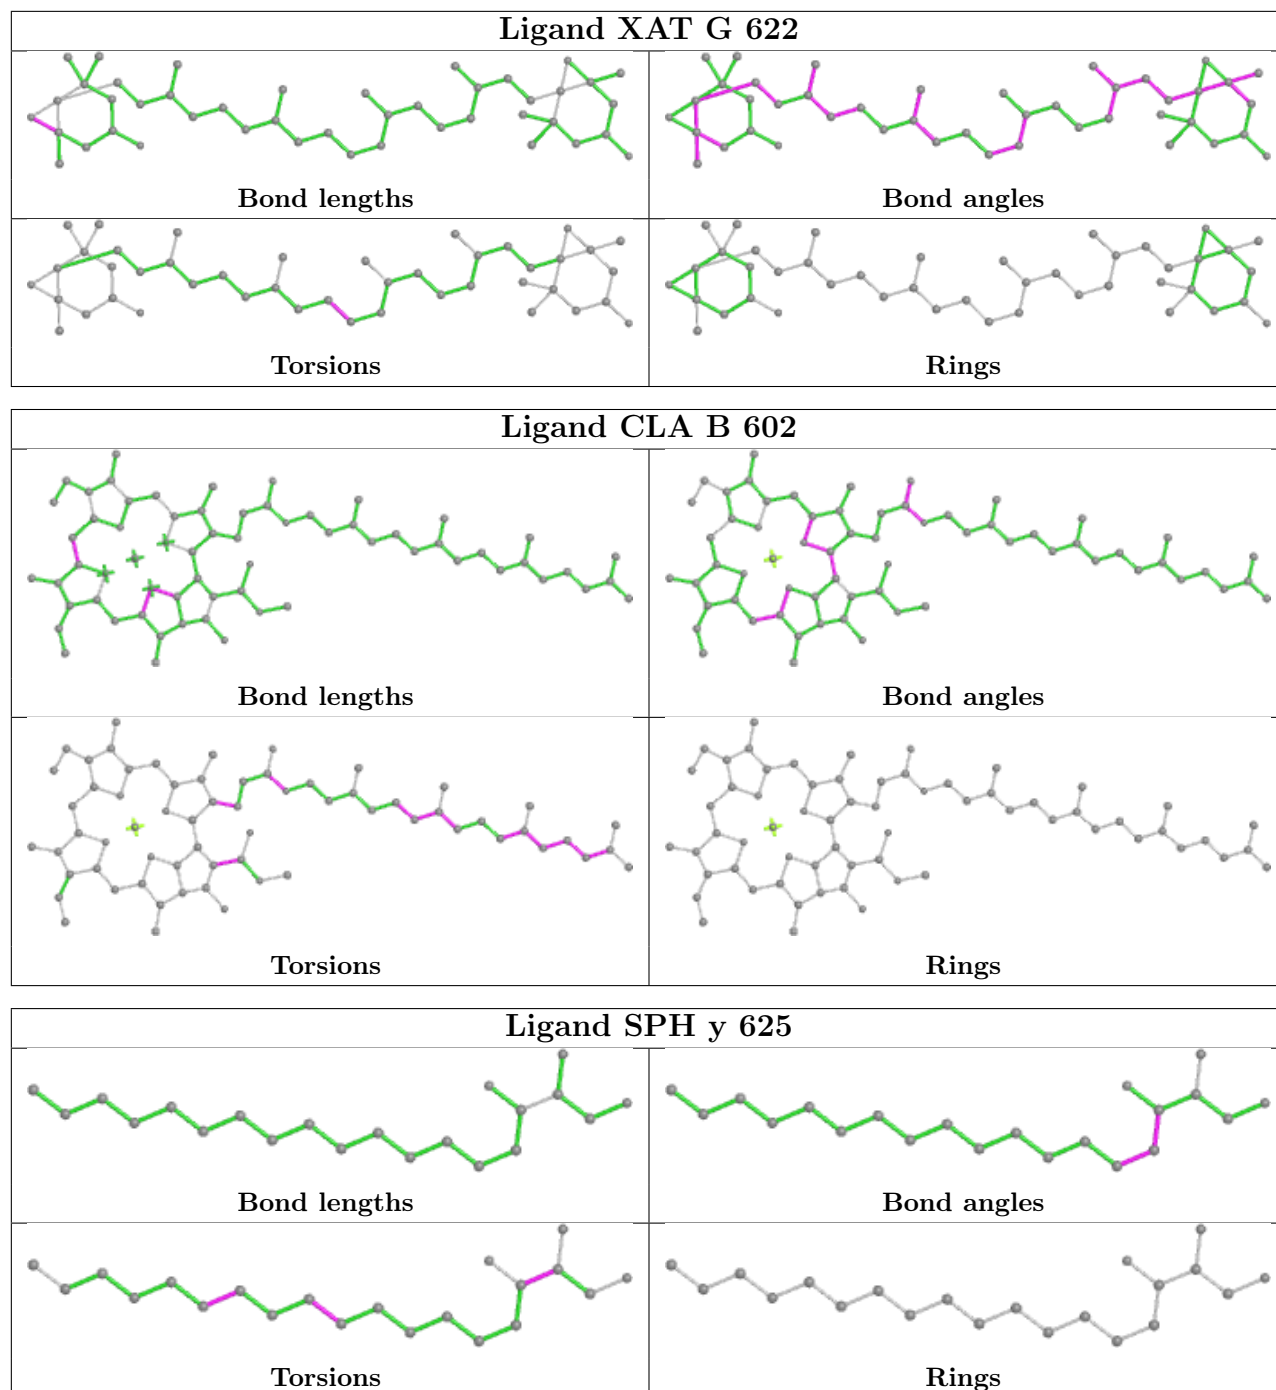 Ligand XAT G 622
Bond lengths
Bond angles
Torsions
Rings
Ligand CLA B 602
Bond lengths
Bond angles
Torsions
Rings
Ligand SPH y 625
Bond lengths
Bond angles
Torsions
Rings